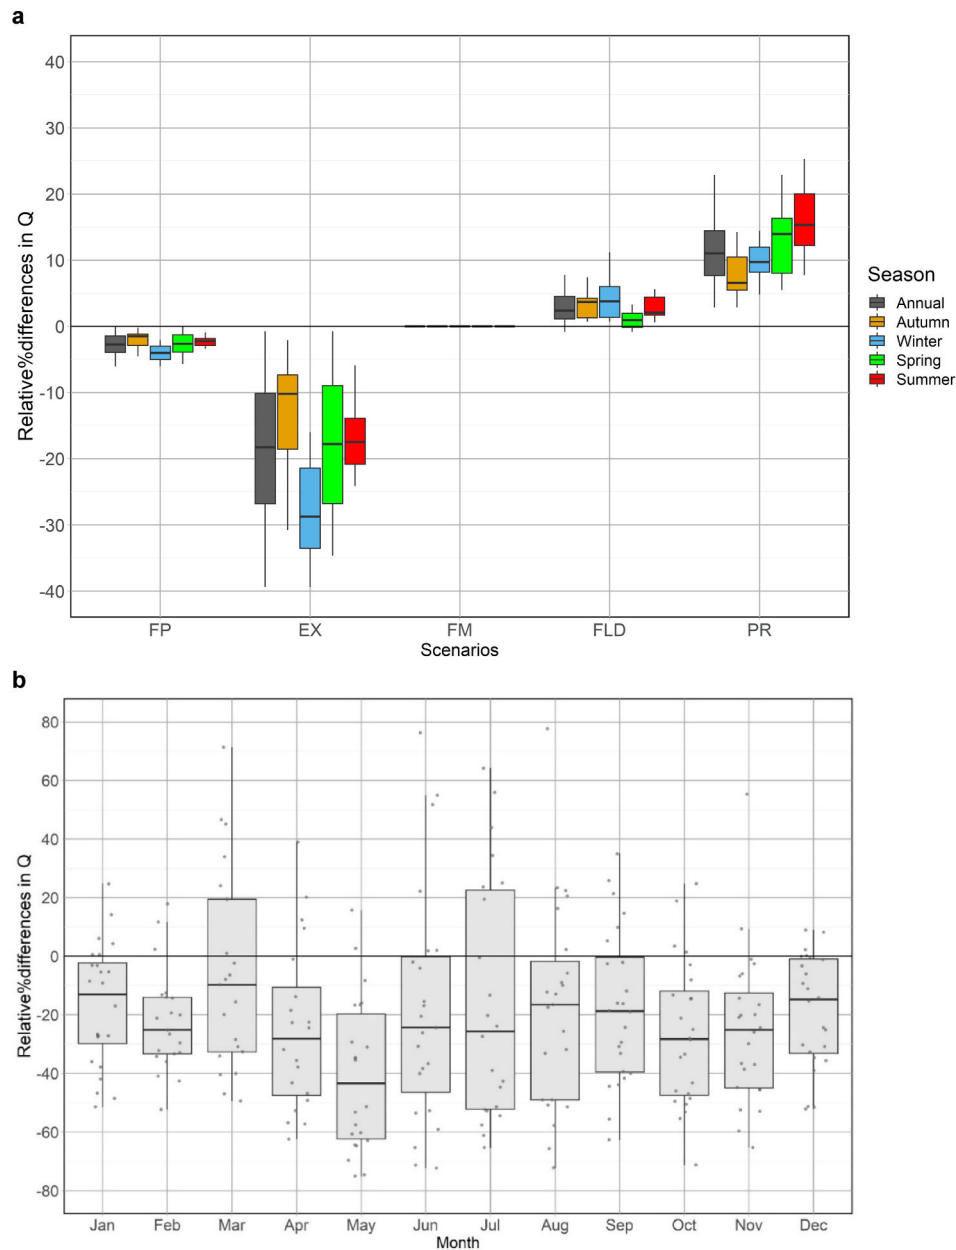 a
Relative%differences in Q
40
30
20
10
0
-10
-20
-30
-40
FP EX FM FLD PR
Scenarios
Season
Annual
Autumn
Winter
Spring
Summer
b
Relative%differences in Q
80
60
40
20
0
-20
-40
-60
-80
Jan Feb Mar Apr May Jun Jul Aug Sep Oct Nov Dec
Month